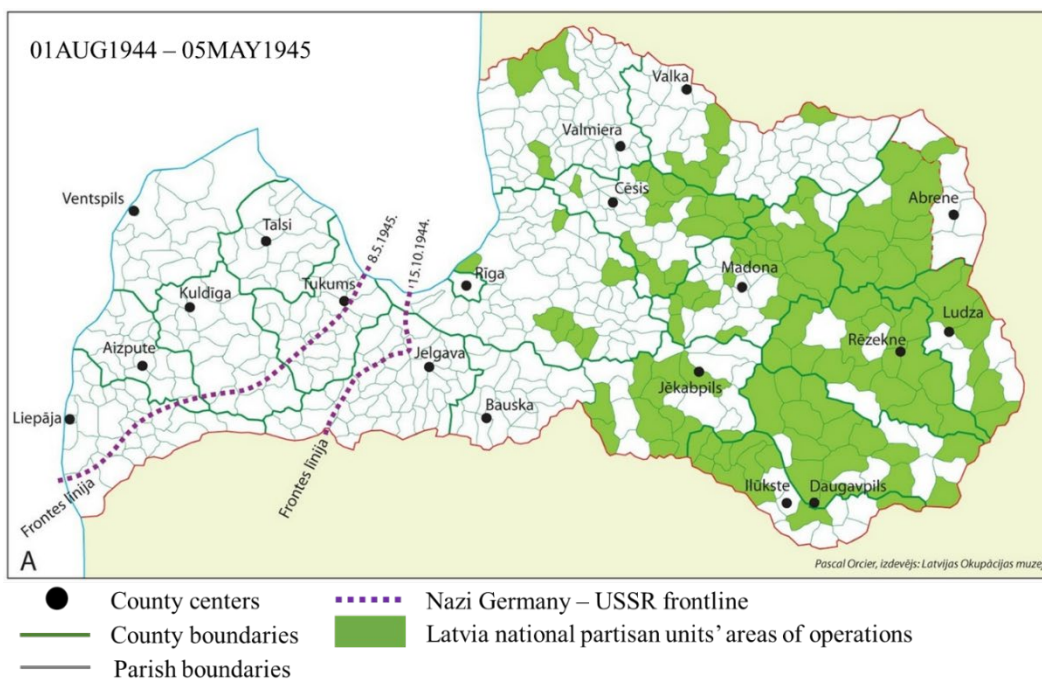 01AUG1944 – 05MAY1945
Valka
Valmiera
Ventspils
Cēsis
Abrene
Talsi
8.5.1945.
15.10.1944.
Rīga
Madona
Kuldīga
Tukums
Ludza
Rēzekne
Aizpute
Jelgava
Jēkabpils
Liepāja
Bauska
Frontes līnija
Frontes līnija
Ilūkste
Daugavpils
A
Pascal Orcier, izdevējs: Latvijas Okupācijas muzej
County centers
Nazi Germany – USSR frontline
County boundaries
Latvia national partisan units' areas of operations
Parish boundaries